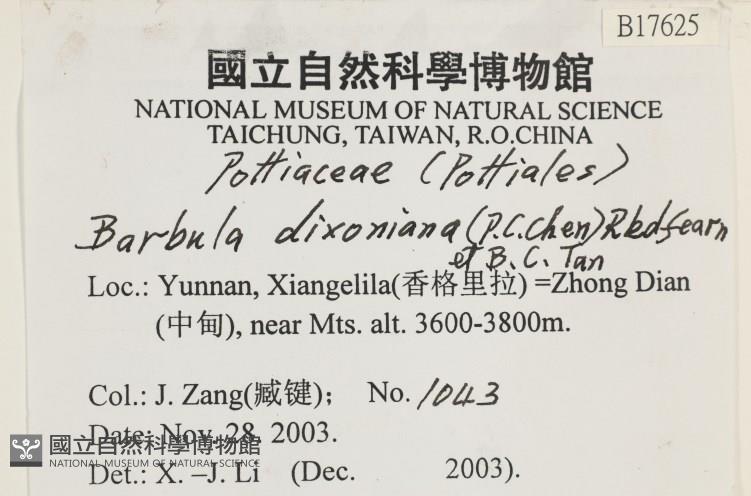 B17625
國立自然科學博物館
NATIONAL MUSEUM OF NATURAL SCIENCE
TAICHUNG, TAIWAN, R.O.CHINA
Pottiaceae (Pottiales)
Barbula dixoniana (P.C.Chen) Redfearn
et B.C. Tan
Loc.: Yunnan, Xiangelila(香格里拉) =Zhong Dian
(中甸), near Mts. alt. 3600-3800m.
Col.: J. Zang(臧键); No. 1043
Date: Nov. 28, 2003.
國立自然科學博物館
NATIONAL MUSEUM OF NATURAL SCIENCE
Det.: X. –J. Li (Dec. 2003).